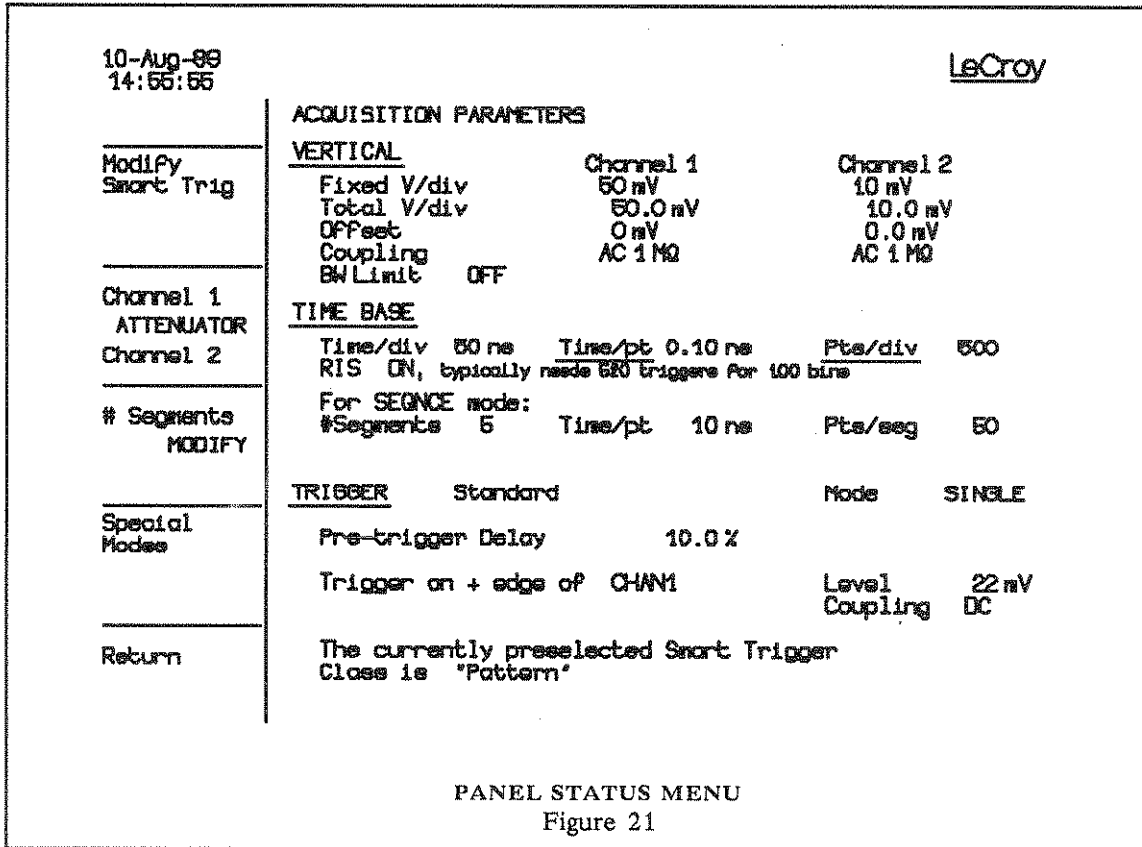 10-Aug-89
14:55:55
LeCroy
ACQUISITION PARAMETERS
Modify
Smart Trig
VERTICAL Channel 1 Channel 2
Fixed V/div 50 mV 10 mV
Total V/div 50.0 mV 10.0 mV
Offset 0 mV 0.0 mV
Coupling AC 1 MΩ AC 1 MΩ
BW Limit OFF
Channel 1
ATTENUATOR
Channel 2
TIME BASE
Time/div 50 ns Time/pt 0.10 ns Pts/div 500
RIS ON, typically needs 620 triggers for 100 bins
# Segments
MODIFY
For SEQNCE mode:
#Segments 5 Time/pt 10 ns Pts/seg 50
TRIGGER Standard Mode SINGLE
Special
Modes
Pre-trigger Delay 10.0 %
Trigger on + edge of CHAN1 Level 22 mV
Coupling DC
Return
The currently preselected Smart Trigger
Class is "Pattern"
PANEL STATUS MENU
Figure 21